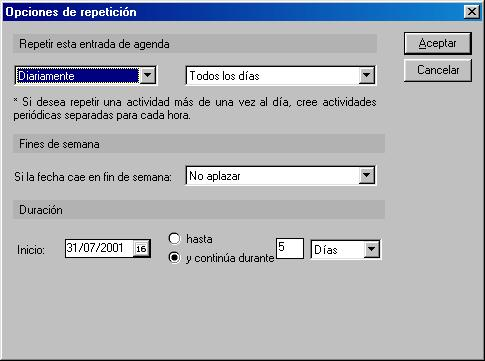 Opciones de repetición
Repetir esta entrada de agenda
Aceptar
Diariamente Todos los días
Cancelar
* Si desea repetir una actividad más de una vez al día, cree actividades
periódicas separadas para cada hora.
Fines de semana
Si la fecha cae en fin de semana: No aplazar
Duración
hasta
Inicio: 31/07/2001 16
y continúa durante 5 Días